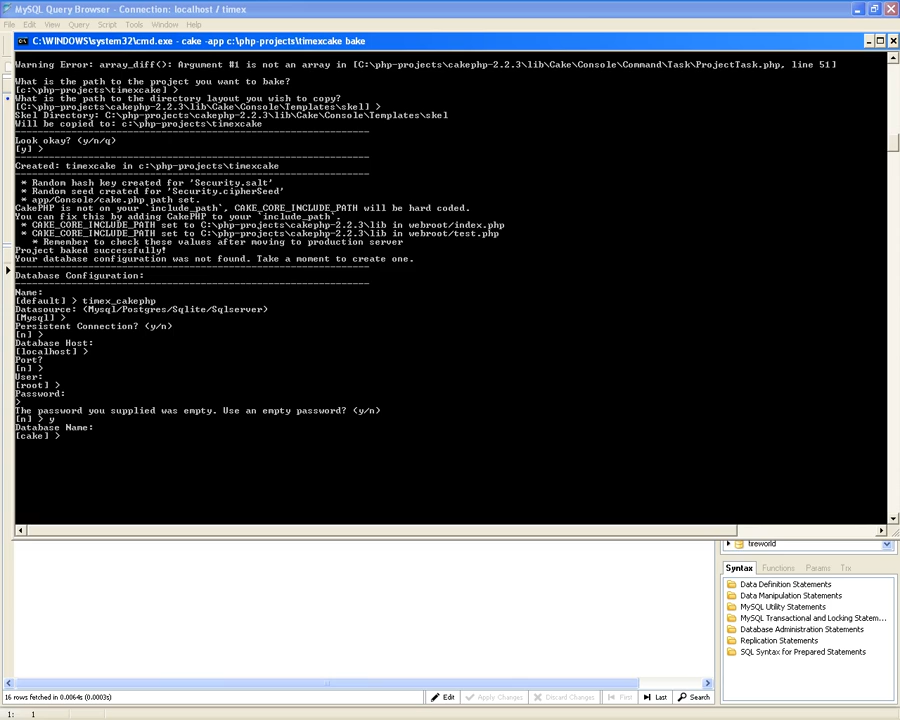 MySQL Query Browser - Connection: localhost / timex
File Edit View Query Script Tools Window Help
C:\WINDOWS\system32\cmd.exe - cake -app c:\php-projects\timexcake bake
Warning Error: array_diff(): Argument #1 is not an array in [C:\php-projects\cakephp-2.2.3\lib\Cake\Console\Command\Task\ProjectTask.php, line 51]
What is the path to the project you want to bake?
[c:\php-projects\timexcake] >
What is the path to the directory layout you wish to copy?
[C:\php-projects\cakephp-2.2.3\lib\Cake\Console\Templates\skel] >
Skel Directory: C:\php-projects\cakephp-2.2.3\lib\Cake\Console\Templates\skel
Will be copied to: c:\php-projects\timexcake
---------------------------------------------------------------
Look okay? (y/n/q)
[y] >
---------------------------------------------------------------
Created: timexcake in c:\php-projects\timexcake
---------------------------------------------------------------
* Random hash key created for 'Security.salt'
* Random seed created for 'Security.cipherSeed'
* app/Console/cake.php path set.
CakePHP is not on your `include_path`, CAKE_CORE_INCLUDE_PATH will be hard coded.
You can fix this by adding CakePHP to your `include_path`.
* CAKE_CORE_INCLUDE_PATH set to C:\php-projects\cakephp-2.2.3\lib in webroot/index.php
* CAKE_CORE_INCLUDE_PATH set to C:\php-projects\cakephp-2.2.3\lib in webroot/test.php
* Remember to check these values after moving to production server
Project baked successfully!
Your database configuration was not found. Take a moment to create one.
---------------------------------------------------------------
Database Configuration:
---------------------------------------------------------------
Name:
[default] > timex_cakephp
Datasource: (Mysql/Postgres/Sqlite/Sqlserver)
[Mysql] >
Persistent Connection? (y/n)
[n] >
Database Host:
[localhost] >
Port?
[n] >
User:
[root] >
Password:
>
The password you supplied was empty. Use an empty password? (y/n)
[n] > y
Database Name:
[cake] >
tireworld
Syntax Functions Params Trx
Data Definition Statements
Data Manipulation Statements
MySQL Utility Statements
MySQL Transactional and Locking Statem...
Database Administration Statements
Replication Statements
SQL Syntax for Prepared Statements
16 rows fetched in 0.0064s (0.0003s)
Edit Apply Changes Discard Changes First Last Search
1: 1